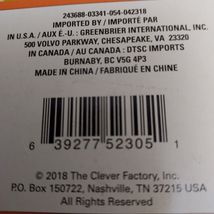 243688-03341-054-042318
IMPORTED BY / IMPORTÉ PAR
IN U.S.A. / AUX É.-U. : GREENBRIER INTERNATIONAL, INC.
500 VOLVO PARKWAY, CHESAPEAKE, VA 23320
IN CANADA / AU CANADA : DTSC IMPORTS
BURNABY, BC V5G 4P3
MADE IN CHINA / FABRIQUÉ EN CHINE
6 39277 52305 1
© 2018 The Clever Factory, Inc.
P.O. Box 150722, Nashville, TN 37215 USA
All Rights Reserved.